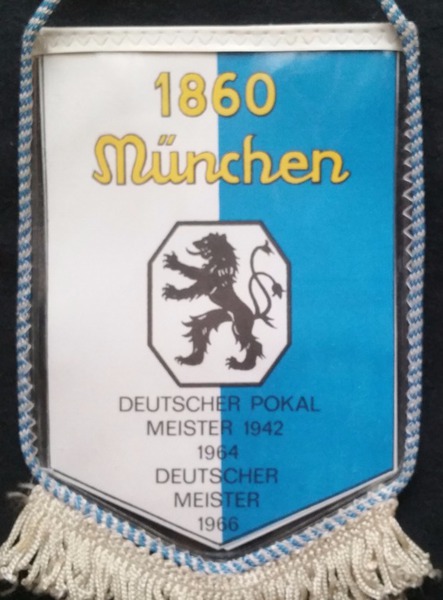 1860
München
DEUTSCHER POKAL
MEISTER 1942
1964
DEUTSCHER
MEISTER
1966